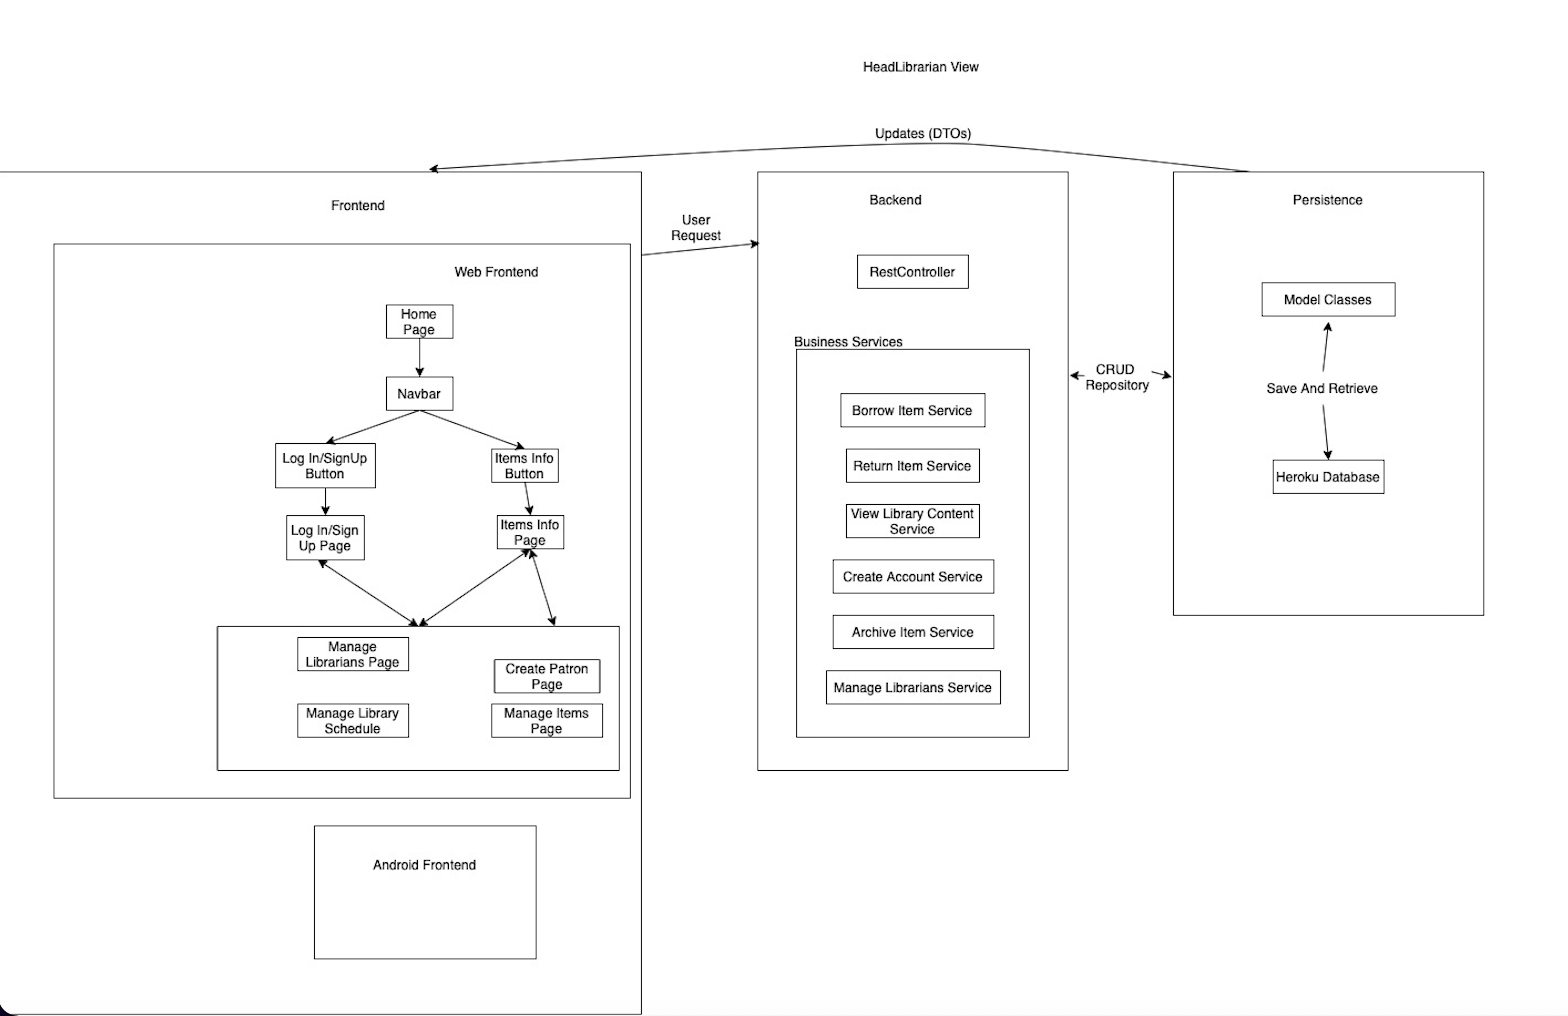 HeadLibrarian View
Updates (DTOs)
Frontend
User
Request
Backend
Persistence
Web Frontend
Home
Page
Navbar
Log In/SignUp
Button
Items Info
Button
Log In/Sign
Up Page
Items Info
Page
Manage
Librarians Page
Create Patron
Page
Manage Library
Schedule
Manage Items
Page
Android Frontend
RestController
Business Services
Borrow Item Service
Return Item Service
View Library Content
Service
Create Account Service
Archive Item Service
Manage Librarians Service
CRUD
Repository
Model Classes
Save And Retrieve
Heroku Database